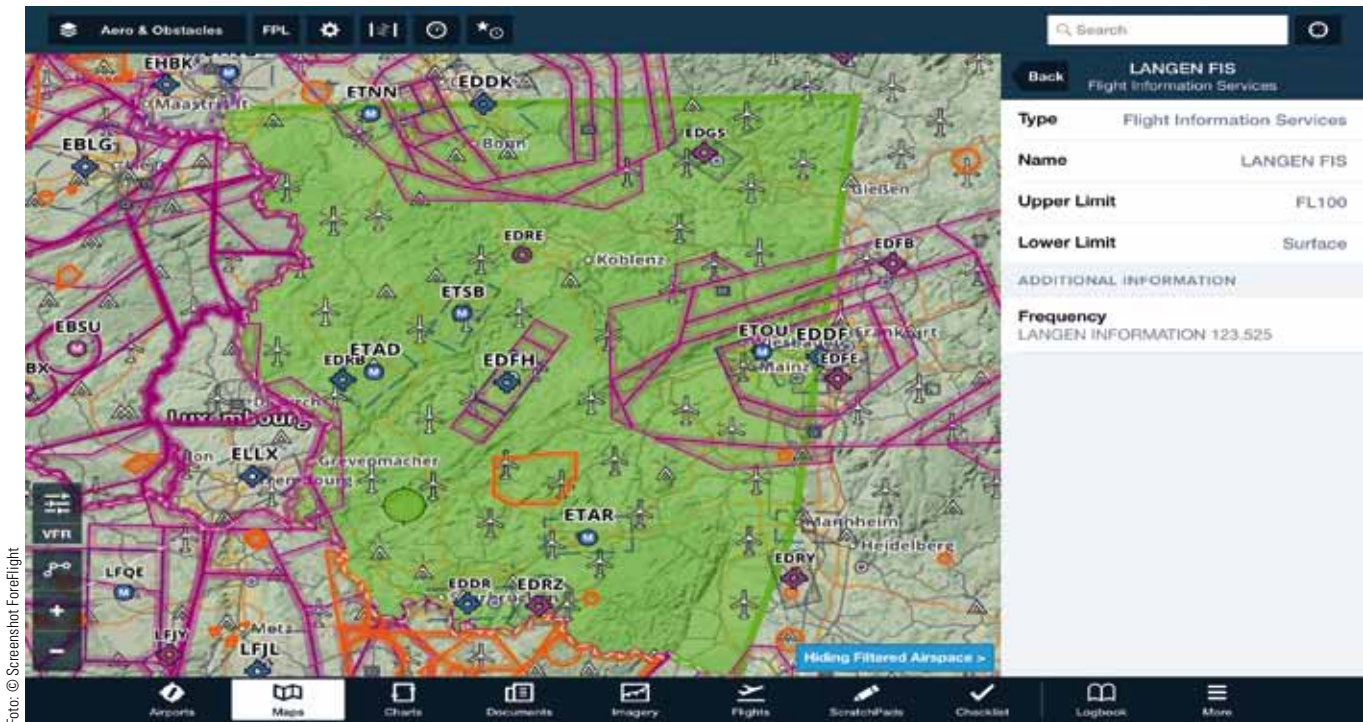 Aero & Obstacles
FPL
VFR
Search
Back
LANGEN FIS
Flight Information Services
Type Flight Information Services
Name LANGEN FIS
Upper Limit FL100
Lower Limit Surface
ADDITIONAL INFORMATION
Frequency
LANGEN INFORMATION 123.525
EHBK
Maastricht
ETNN
EDDK
EBLG
Bonn
EDGS
Gießen
EDRE
Koblenz
EDFB
ETSB
EBSU
ETOU
EDDF
Frankfurt
BX
ETAD
EDRB
EDFH
EDFE
Mainz
Luxembourg
ELLX
Grevenmacher
ETAR
Mannheim
Heidelberg
LFQE
EDRY
EDDR
EDRZ
Saarbrücken
LFJY
Metz
LFJL
Hiding Filtered Airspace >
Airports
Maps
Charts
Documents
Imagery
Flights
ScratchPads
Checklist
Logbook
More
Foto: © Screenshot ForeFlight